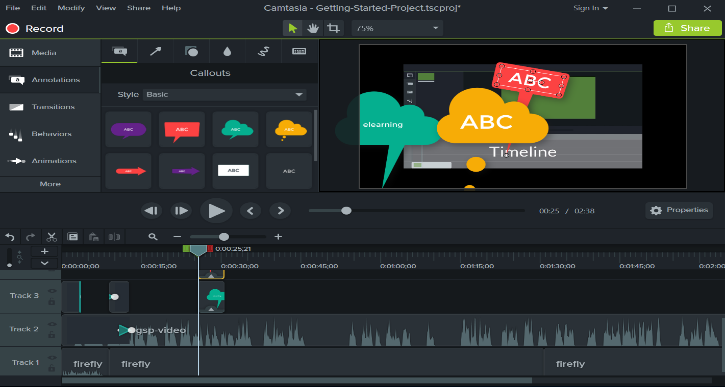 File Edit Modify View Share Help
Camtasia - Getting-Started-Project.tscproj*
Sign In
Record
75%
Share
Media
Annotations
Transitions
Behaviors
Animations
More
Callouts
Style Basic
ABC ABC ABC ABC
ABC ABC ABC ABC
ABC
elearning
ABC
Timeline
00:25 / 02:38
Properties
0:00:25;21
0:00:00;00 0:00:15;00 0:00:30;00 0:00:45;00 0:01:00;00 0:01:15;00 0:01:30;00 0:01:45;00 0:02:0
Track 3
Track 2
gsp-video
Track 1
firefly firefly firefly